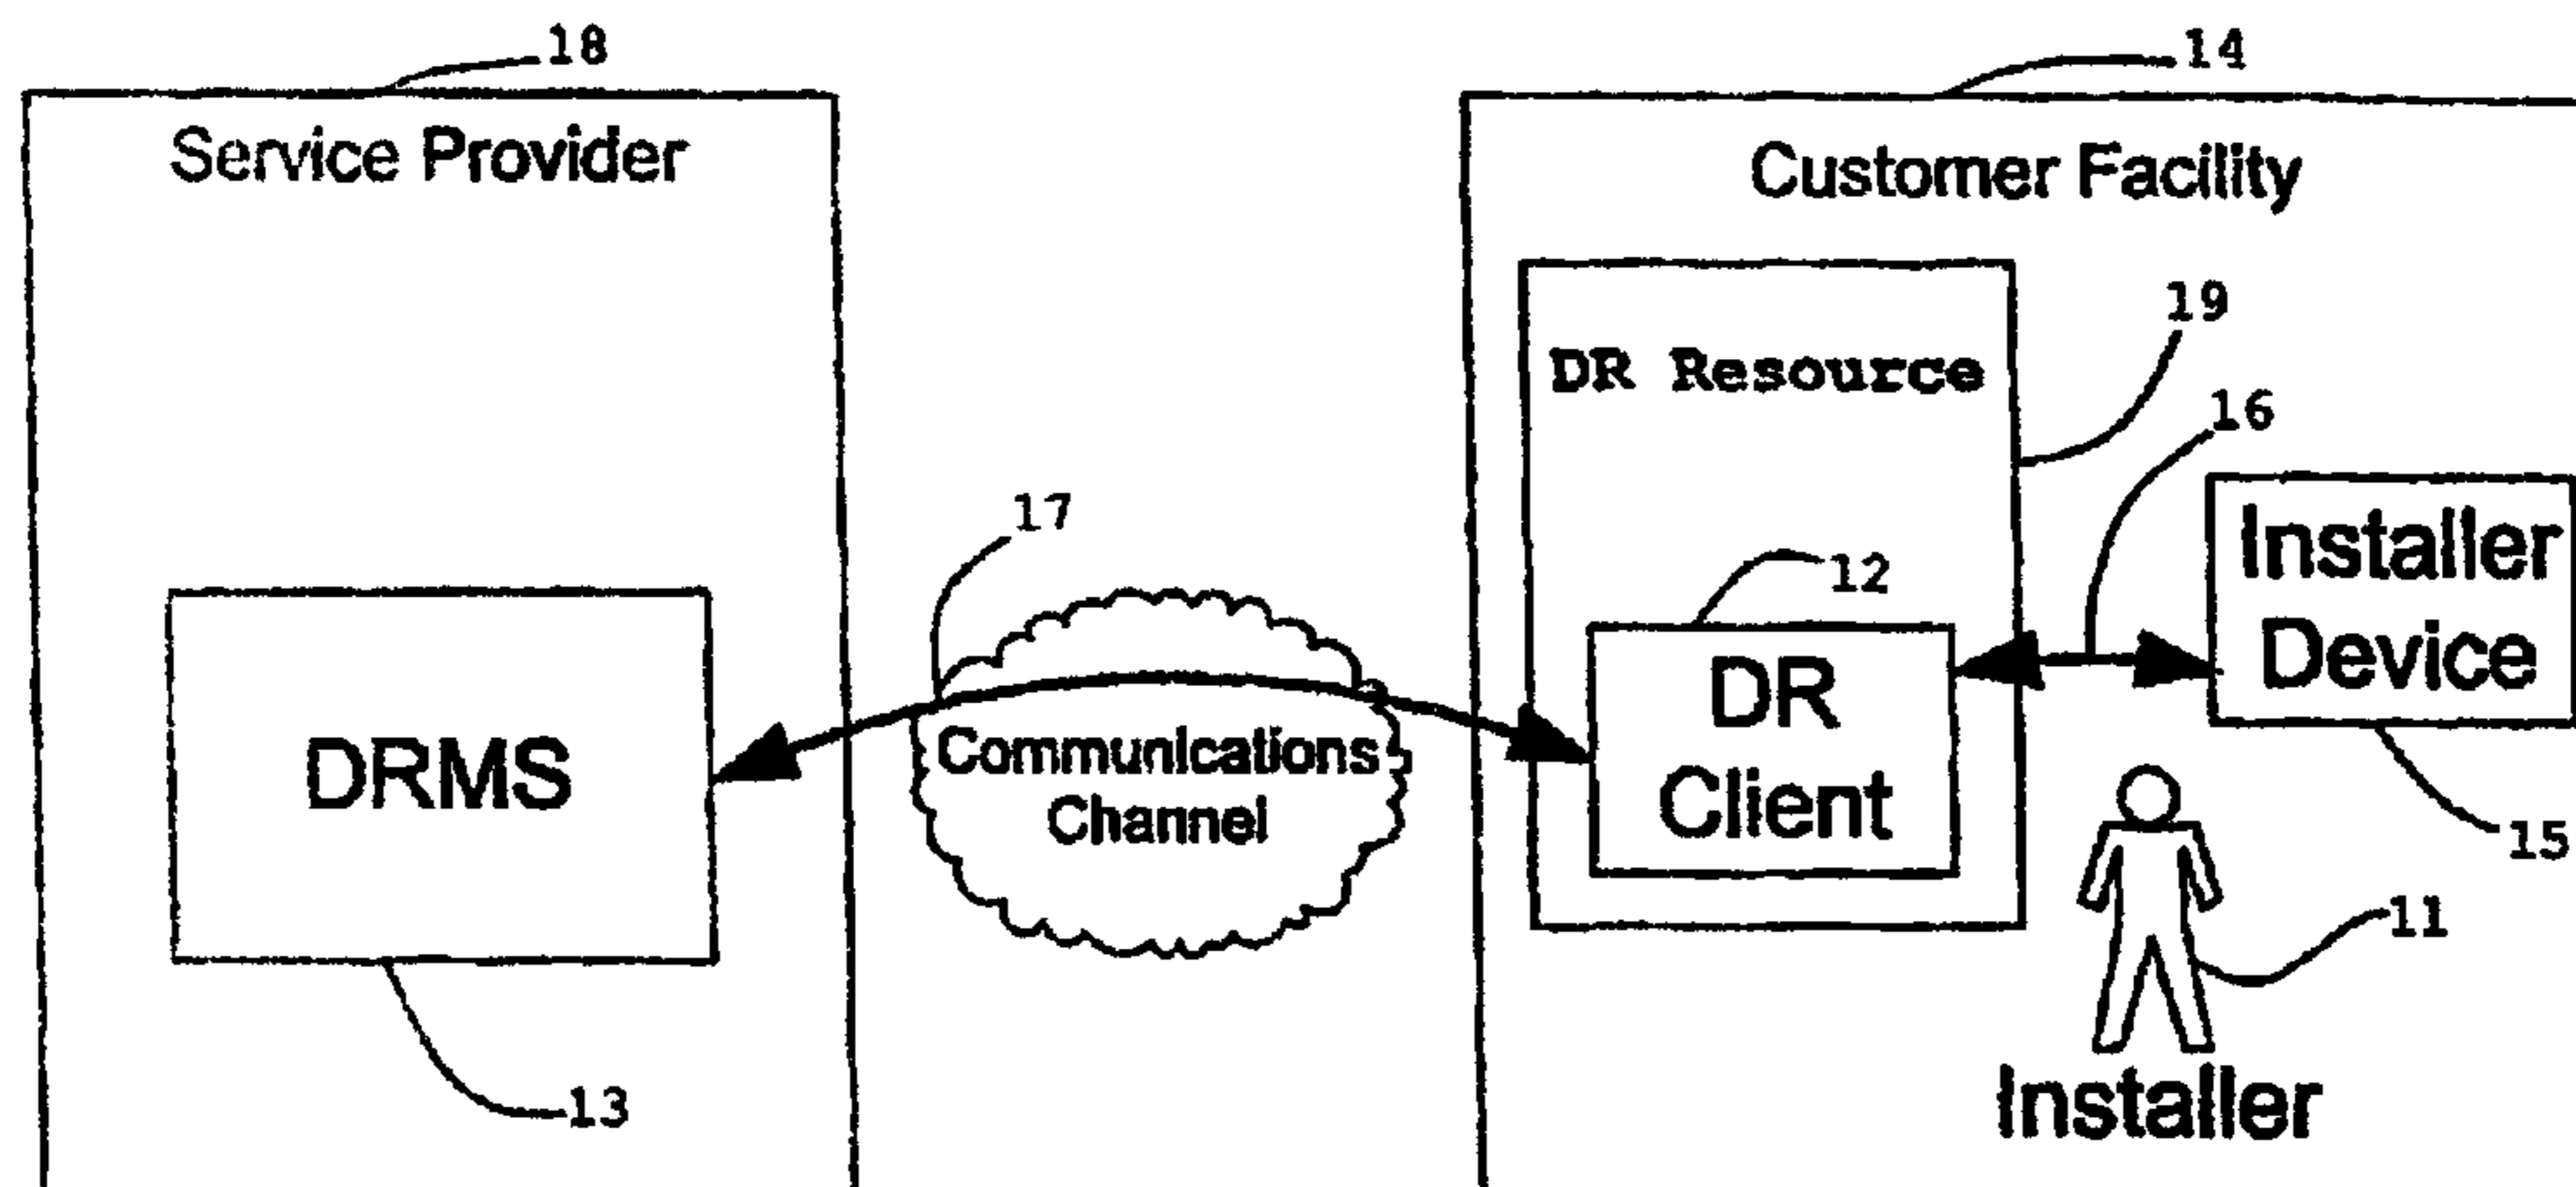 18
14
Service Provider
Customer Facility
19
DR Resource
16
17
Installer
Device
12
DR
Client
Communications
Channel
DRMS
15
11
13
Installer